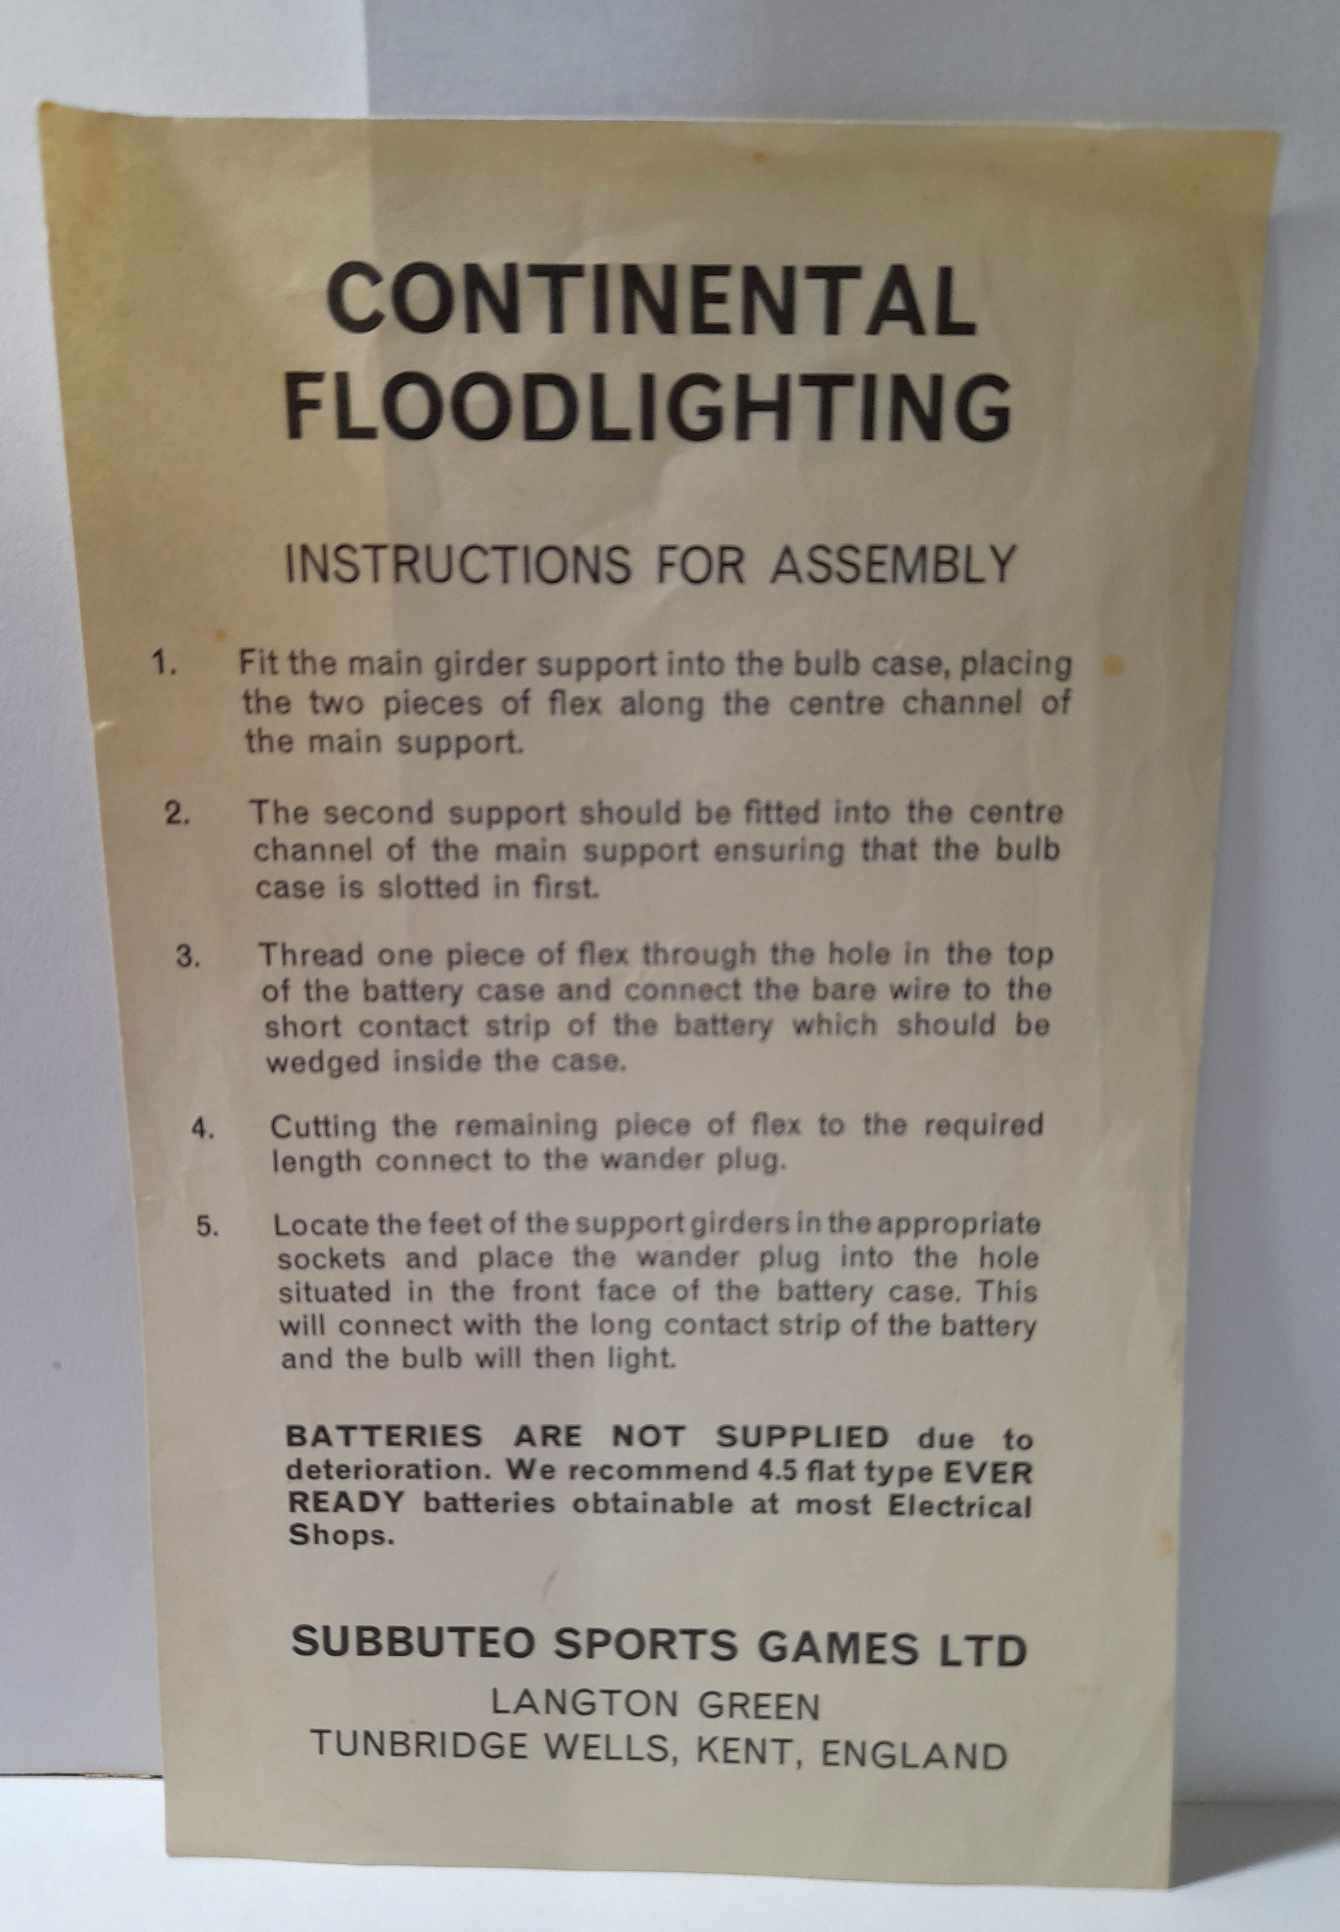 CONTINENTAL
FLOODLIGHTING
INSTRUCTIONS FOR ASSEMBLY
1. Fit the main girder support into the bulb case, placing
the two pieces of flex along the centre channel of
the main support.
2. The second support should be fitted into the centre
channel of the main support ensuring that the bulb
case is slotted in first.
3. Thread one piece of flex through the hole in the top
of the battery case and connect the bare wire to the
short contact strip of the battery which should be
wedged inside the case.
4. Cutting the remaining piece of flex to the required
length connect to the wander plug.
5. Locate the feet of the support girders in the appropriate
sockets and place the wander plug into the hole
situated in the front face of the battery case. This
will connect with the long contact strip of the battery
and the bulb will then light.
BATTERIES ARE NOT SUPPLIED due to
deterioration. We recommend 4.5 flat type EVER
READY batteries obtainable at most Electrical
Shops.
SUBBUTEO SPORTS GAMES LTD
LANGTON GREEN
TUNBRIDGE WELLS, KENT, ENGLAND